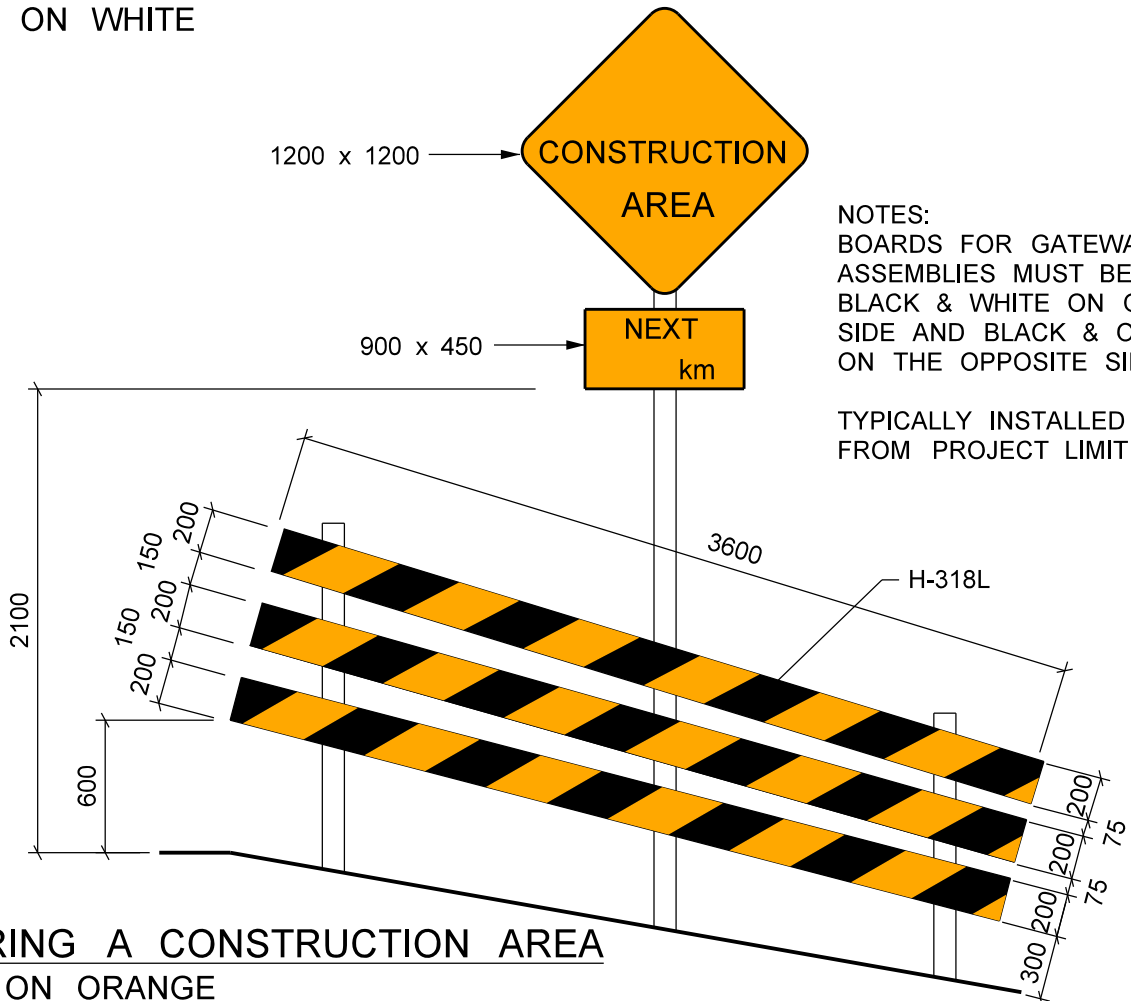 ON WHITE
CONSTRUCTION
AREA
1200 x 1200
NOTES:
BOARDS FOR
ASSEMBLIES MUST BE
BLACK & WHITE ON
SIDE AND BLACK &
ON THE OPPOSITE
NEXT
km
900 x 450
TYPICALLY INSTALLED
FROM PROJECT LIMIT
3600
H-318L
200
150
200
150
200
2100
600
200
75
200
75
200
300
A CONSTRUCTION AREA
ON ORANGE